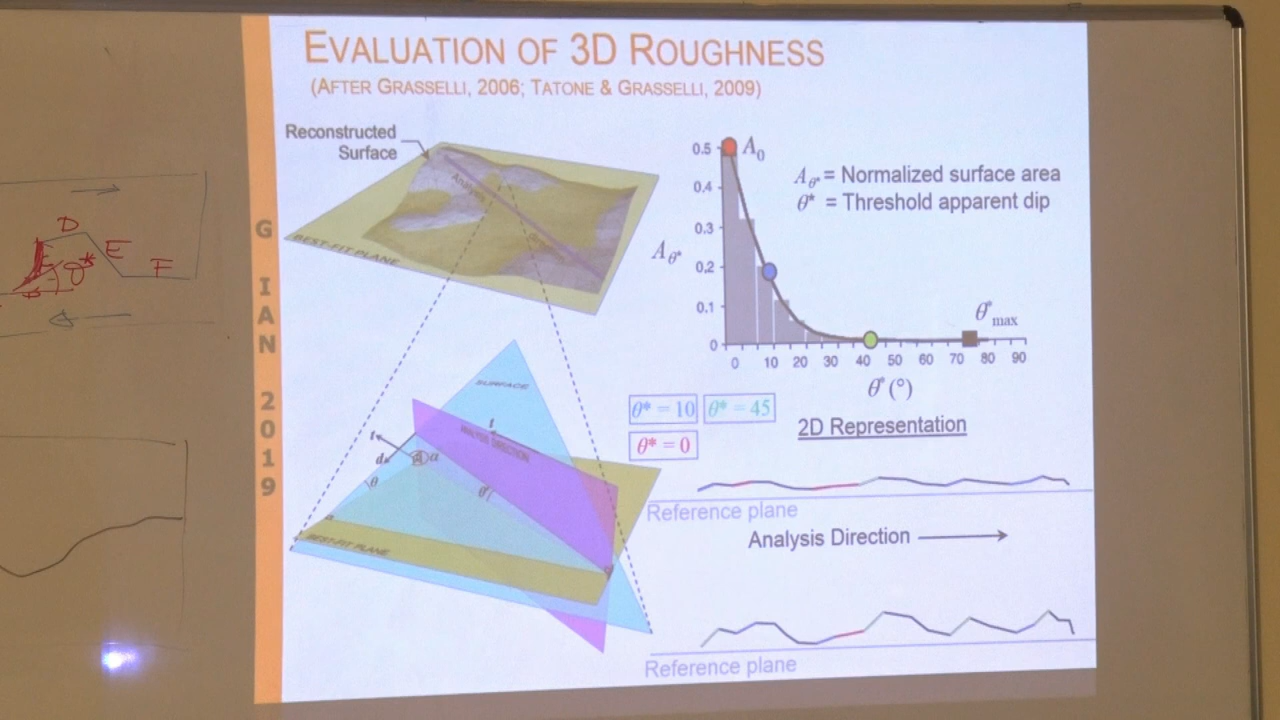 EVALUATION OF 3D ROUGHNESS
(AFTER GRASSELLI, 2006; TATONE & GRASSELLI, 2009)
Reconstructed
Surface
BEST-FIT PLANE
0.5
0.4
0.3
0.2
0.1
0
A₀
A_θ*
A_θ* = Normalized surface area
θ* = Threshold apparent dip
θ*max
0 10 20 30 40 50 60 70 80 90
θ* (°)
θ* = 10
θ* = 45
θ* = 0
2D Representation
Reference plane
Analysis Direction
Reference plane
SURFACE
t
t
d
α
θ
θ*
α
BEST-FIT PLANE
G
I
A
N
2
0
1
9
D
E
F
θ*